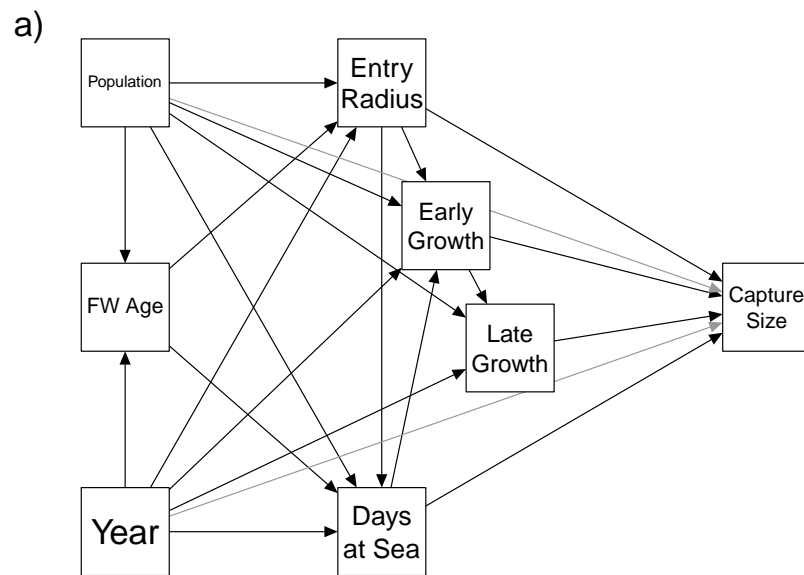 a)
Population
Entry
Radius
Early
Growth
FW Age
Capture
Size
Late
Growth
Year
Days
at Sea